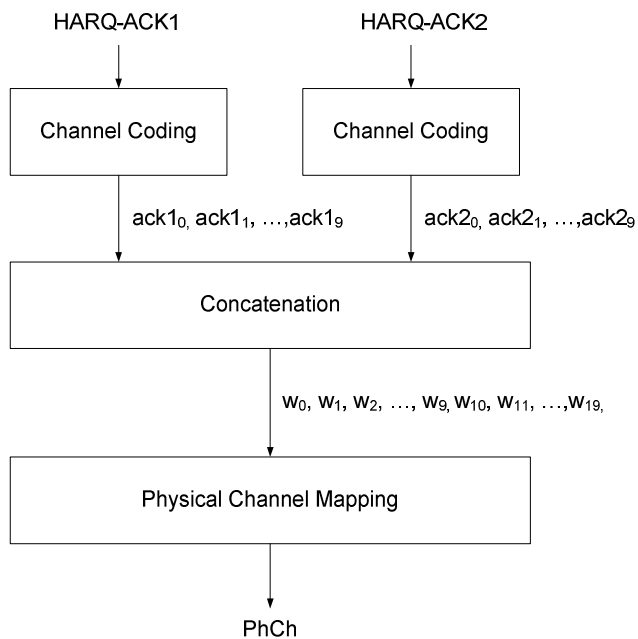 HARQ-ACK1 HARQ-ACK2
Channel Coding Channel Coding
ack1₀, ack1₁, ...,ack1₉ ack2₀, ack2₁, ...,ack2₉
Concatenation
w₀, w₁, w₂, ..., w₉, w₁₀, w₁₁, ...,w₁₉,
Physical Channel Mapping
PhCh